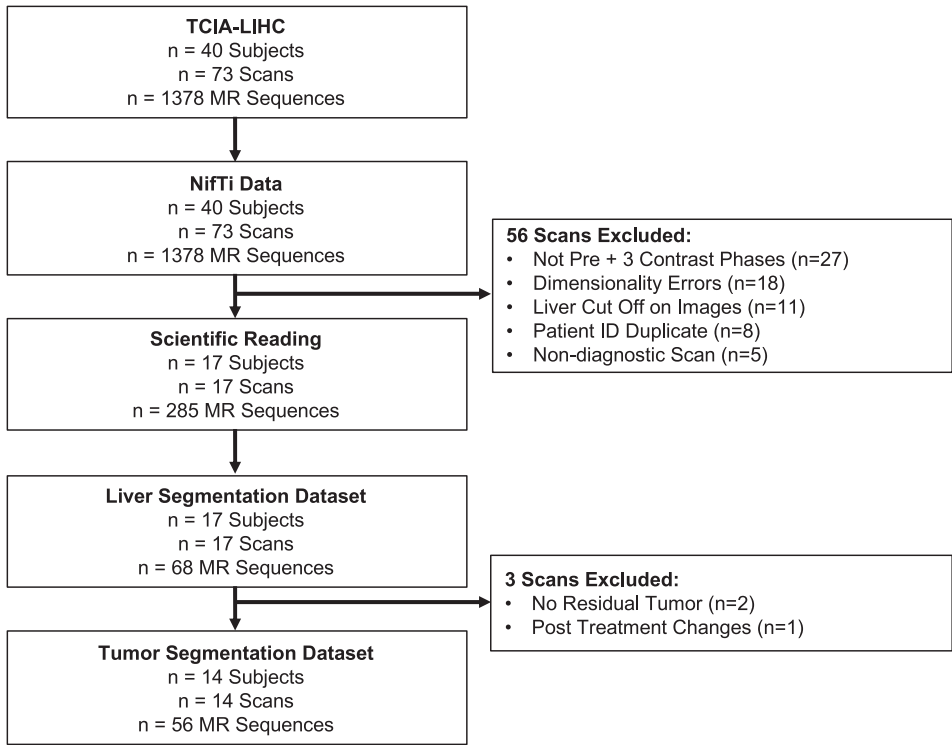 TCIA-LIHC
n = 40 Subjects
n = 73 Scans
n = 1378 MR Sequences
NifTi Data
n = 40 Subjects
n = 73 Scans
n = 1378 MR Sequences
56 Scans Excluded:
• Not Pre + 3 Contrast Phases (n=27)
• Dimensionality Errors (n=18)
• Liver Cut Off on Images (n=11)
• Patient ID Duplicate (n=8)
• Non-diagnostic Scan (n=5)
Scientific Reading
n = 17 Subjects
n = 17 Scans
n = 285 MR Sequences
Liver Segmentation Dataset
n = 17 Subjects
n = 17 Scans
n = 68 MR Sequences
3 Scans Excluded:
• No Residual Tumor (n=2)
• Post Treatment Changes (n=1)
Tumor Segmentation Dataset
n = 14 Subjects
n = 14 Scans
n = 56 MR Sequences